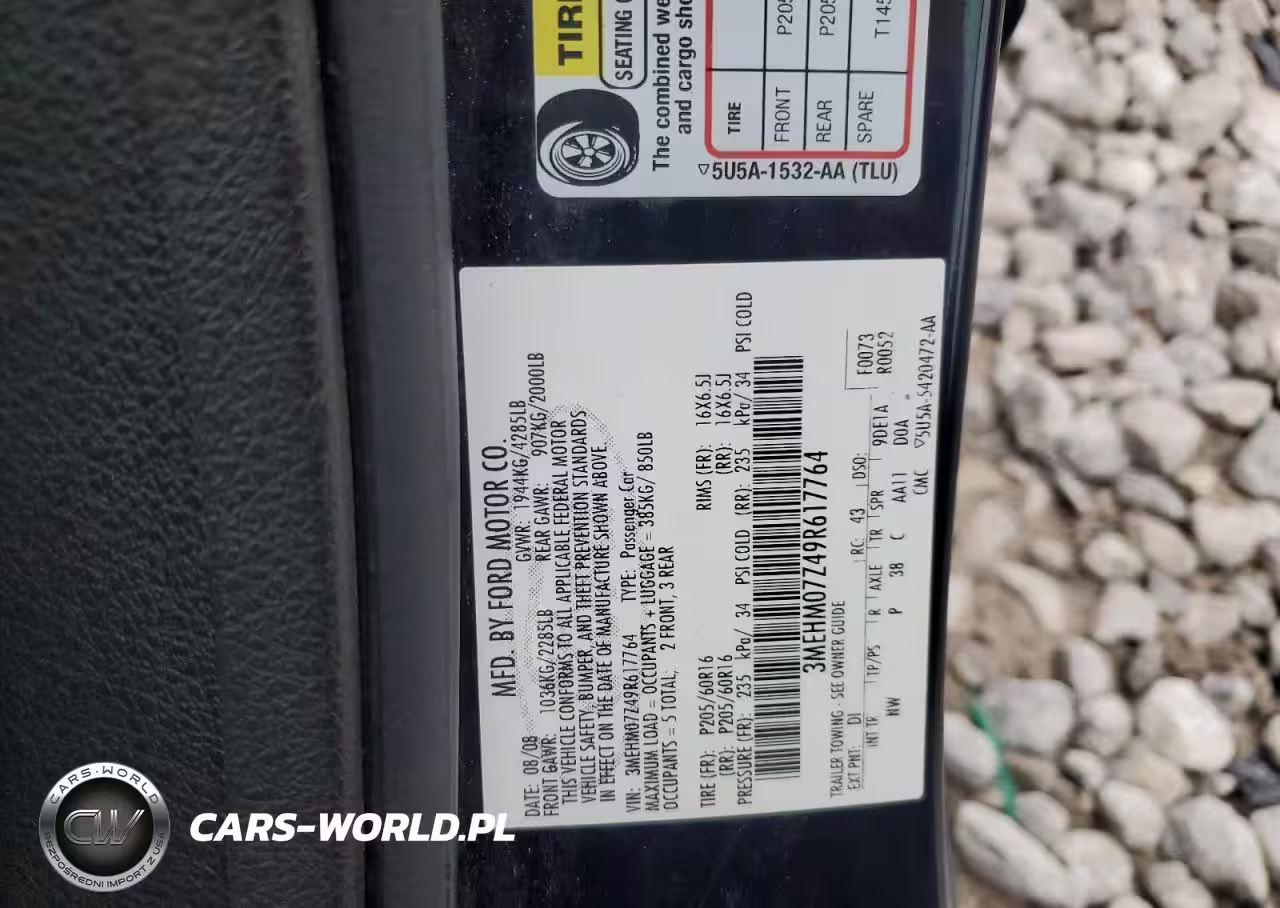 TIRE
SEATING
The combined we
and cargo sho
TIRE
FRONT P205
REAR P205
SPARE T145
▽5U5A-1532-AA (TLU)
MFD. BY FORD MOTOR CO.
DATE: 08/08 GVWR: 1944KG/4285LB
FRONT GAWR: 1036KG/2285LB REAR GAWR: 907KG/2000LB
THIS VEHICLE CONFORMS TO ALL APPLICABLE FEDERAL MOTOR
VEHICLE SAFETY, BUMPER, AND THEFT PREVENTION STANDARDS
IN EFFECT ON THE DATE OF MANUFACTURE SHOWN ABOVE
VIN: 3MEHM07Z49R617764 TYPE: Passenger Car
MAXIMUM LOAD = OCCUPANTS + LUGGAGE = 385KG/ 850LB
OCCUPANTS = 5 TOTAL; 2 FRONT, 3 REAR
TIRE (FR): P205/60R16 RIMS (FR): 16X6.5J
(RR): P205/60R16 (RR): 16X6.5J
PRESSURE (FR): 235 kPa/ 34 PSI COLD (RR): 235 kPa/ 34 PSI COLD
3MEHM07Z49R617764
TRAILER TOWING - SEE OWNER GUIDE F0073
EXT PNT: DI RC: 43 DSO: R0052
INT TR TP/PS R AXLE TR SPR 9DE1A
NW P 38 C AA11 DOA
CMC ▽5U5A-5420472-AA
CARS-WORLD
CW
BEZPOŚREDNI IMPORT Z USA
CARS-WORLD.PL